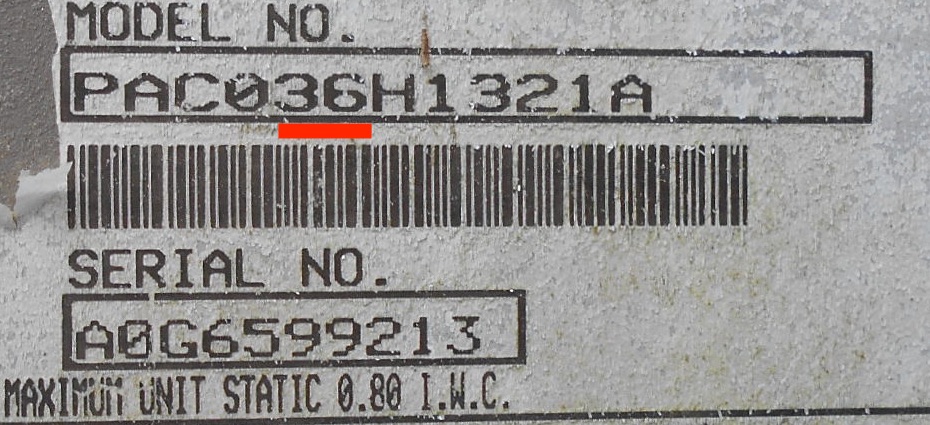 MODEL NO.
PAC036H1321A
SERIAL NO.
A0G6599213
MAXIMUM UNIT STATIC 0.80 I.W.C.